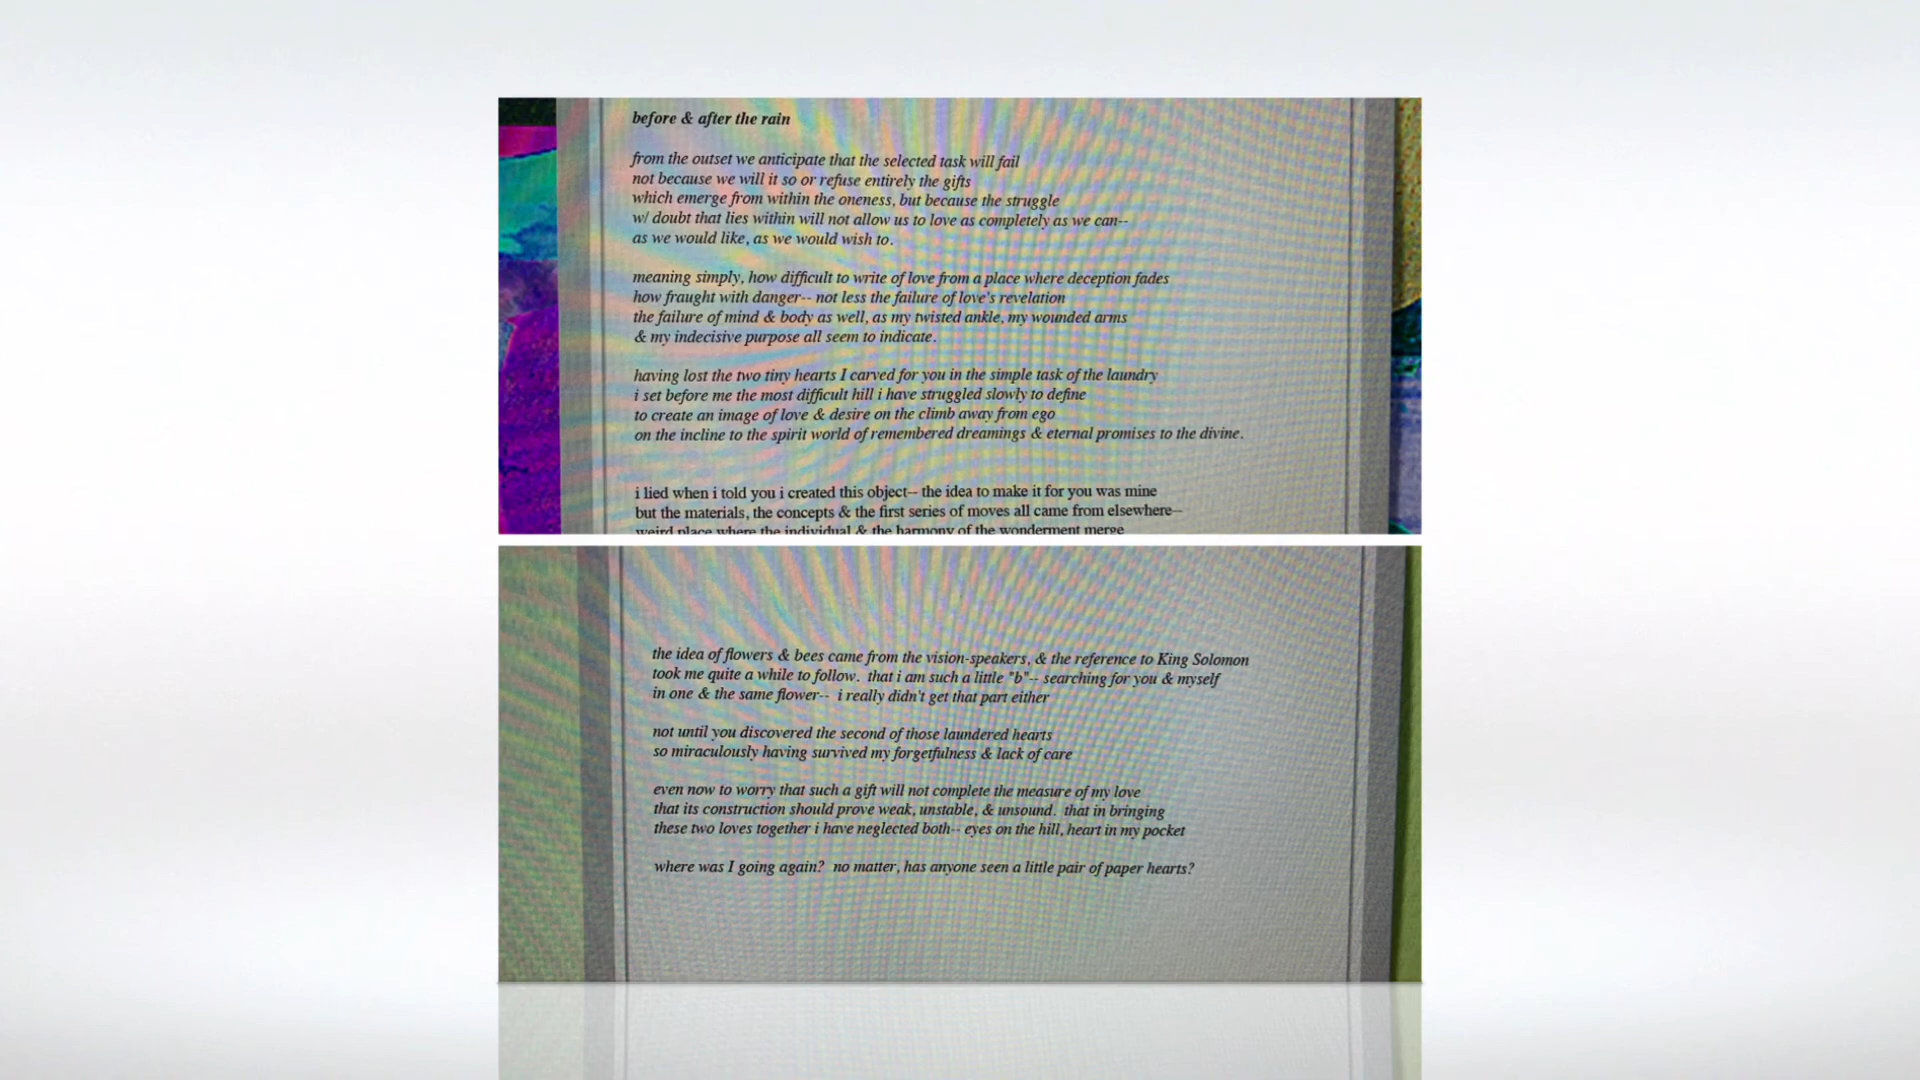 before & after the rain
from the outset we anticipate that the selected task will fail
not because we will it so or refuse entirely the gifts
which emerge from within the oneness, but because the struggle
w/ doubt that lies within will not allow us to love as completely as we can--
as we would like, as we would wish to.
meaning simply, how difficult to write of love from a place where deception fades
how fraught with danger-- not less the failure of love's revelation
the failure of mind & body as well, as my twisted ankle, my wounded arms
& my indecisive purpose all seem to indicate.
having lost the two tiny hearts I carved for you in the simple task of the laundry
i set before me the most difficult hill i have struggled slowly to define
to create an image of love & desire on the climb away from ego
on the incline to the spirit world of remembered dreamings & eternal promises to the divine.
i lied when i told you i created this object-- the idea to make it for you was mine
but the materials, the concepts & the first series of moves all came from elsewhere--
weird place where the individual & the harmony of the wonderment merge
the idea of flowers & bees came from the vision-speakers, & the reference to King Solomon
took me quite a while to follow.  that i am such a little "b"-- searching for you & myself
in one & the same flower--  i really didn't get that part either
not until you discovered the second of those laundered hearts
so miraculously having survived my forgetfulness & lack of care
even now to worry that such a gift will not complete the measure of my love
that its construction should prove weak, unstable, & unsound.  that in bringing
these two loves together i have neglected both-- eyes on the hill, heart in my pocket
where was I going again?  no matter, has anyone seen a little pair of paper hearts?